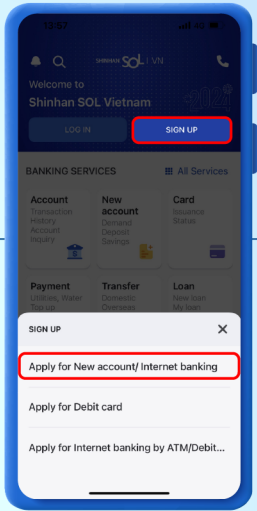 12:57
4G
SHINHAN SOL | VN
Welcome to
Shinhan SOL Vietnam
LOG IN
SIGN UP
BANKING SERVICES
All Services
Account
Transaction
History
Account
Inquiry
New
account
Demand
Deposit
Savings
Card
Issuance
Status
Payment
Utilities, Water
Top up
Transfer
Domestic
Overseas
Loan
New loan
My loan
SIGN UP
Apply for New account/ Internet banking
Apply for Debit card
Apply for Internet banking by ATM/Debit...